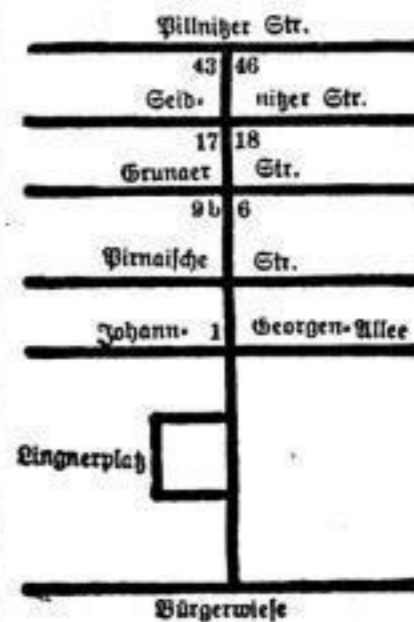 Pillnitzer Str.
43 46
Seid- nitzer Str.
17 18
Grunaer Str.
9b 6
Pirnaische Str.
Johann- 1 Georgen-Allee
Lingnerplatz
Bürgerwiese